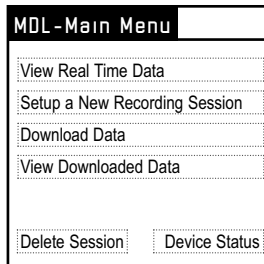 MDL-Main Menu
View Real Time Data
Setup a New Recording Session
Download Data
View Downloaded Data
Delete Session Device Status